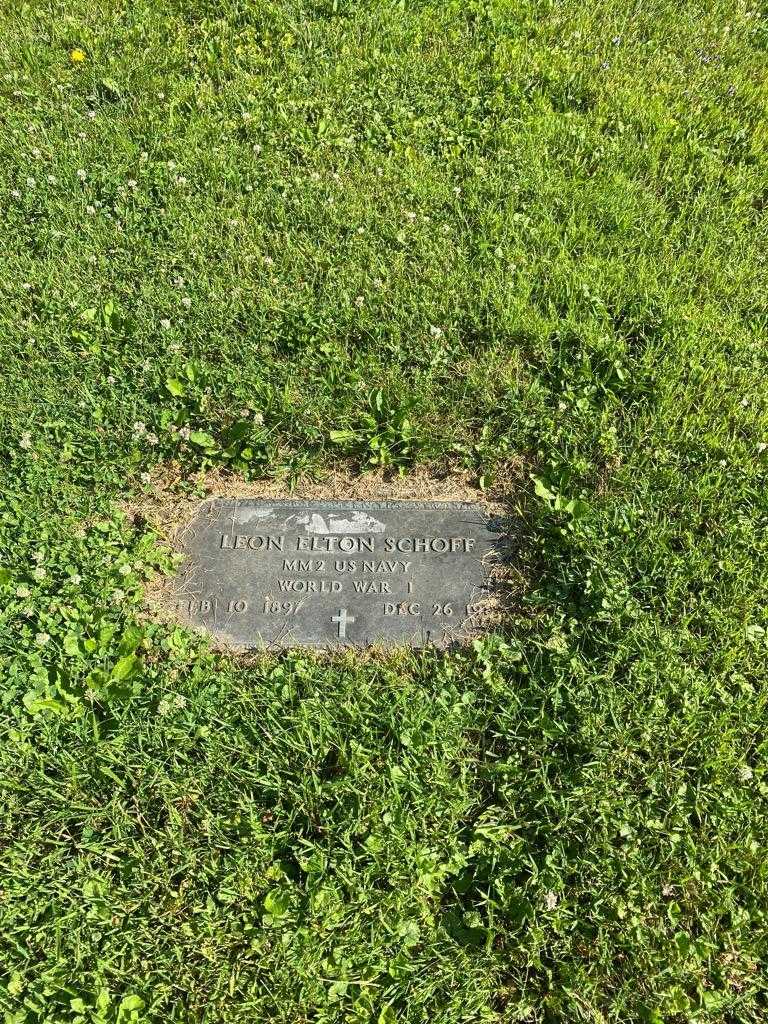 LEON ELTON SCHOFF
MM2 US NAVY
WORLD WAR I
FEB 10 1897 DEC 26